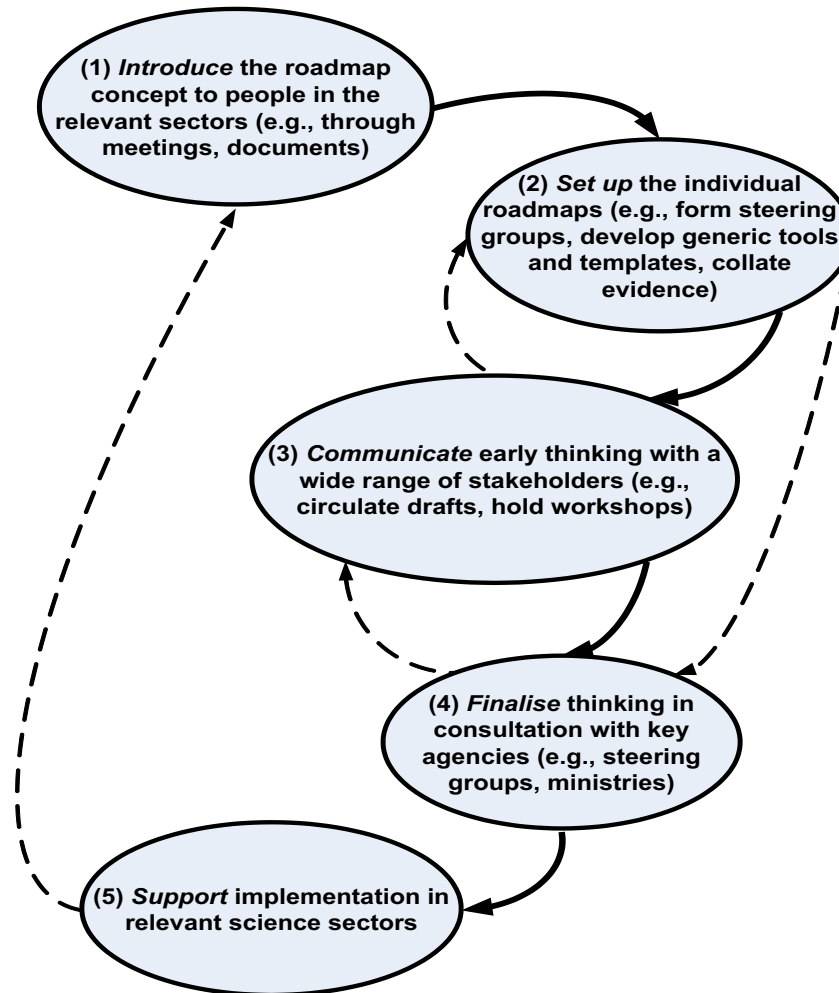 (1) Introduce the roadmap
concept to people in the
relevant sectors (e.g., through
meetings, documents)
(2) Set up the individual
roadmaps (e.g., form steering
groups, develop generic tools
and templates, collate
evidence)
(3) Communicate early thinking with a
wide range of stakeholders (e.g.,
circulate drafts, hold workshops)
(4) Finalise thinking in
consultation with key
agencies (e.g., steering
groups, ministries)
(5) Support implementation in
relevant science sectors